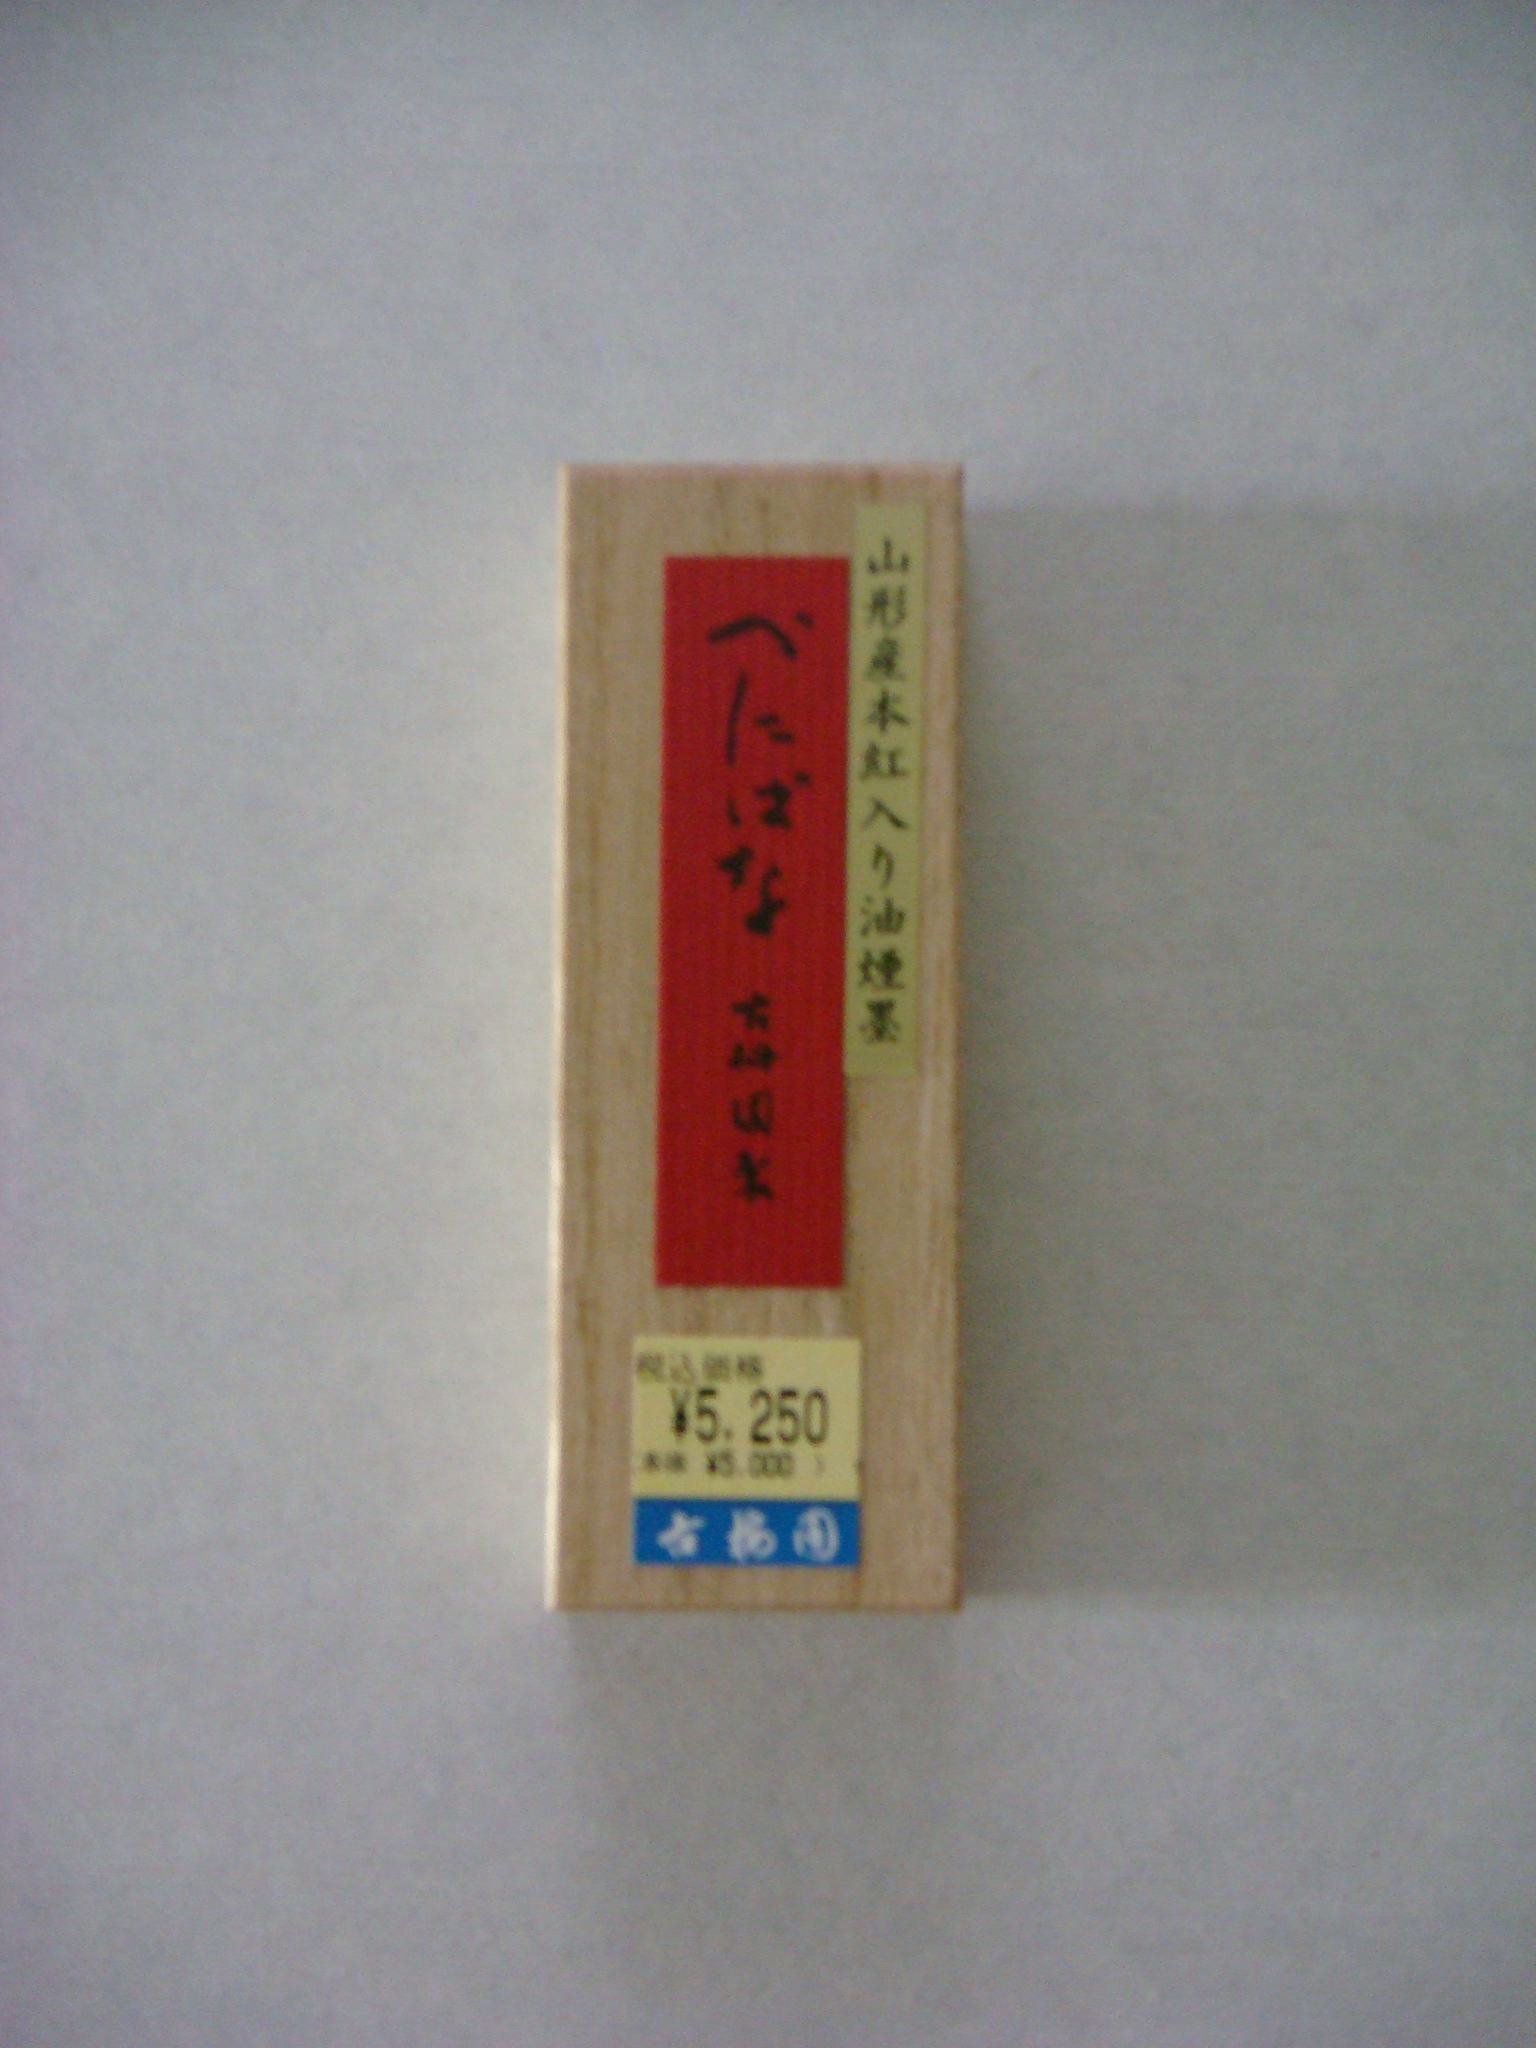 山形産本紅入り油煙墨
べにばな 古梅園製
税込価格
¥5,250
(本体 ¥5,000 )
古梅園